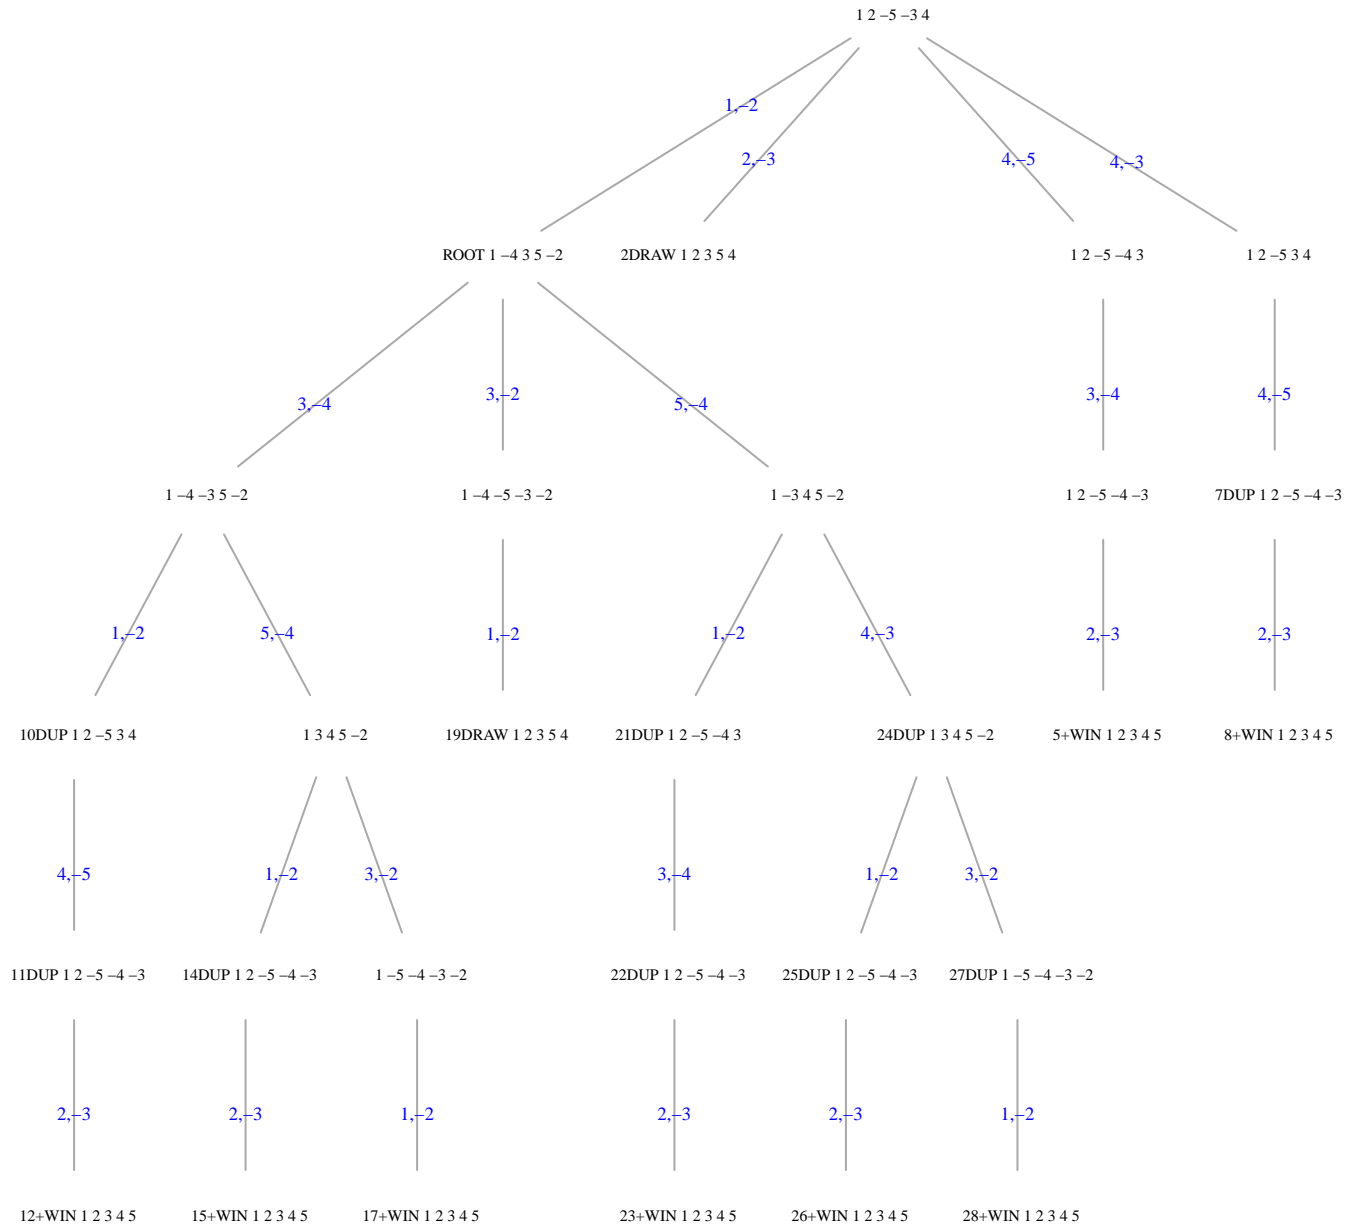 1 2 –5 –3 4
1,–2
2,–3
4,–5
4,–3
ROOT 1 –4 3 5 –2
2DRAW 1 2 3 5 4
1 2 –5 –4 3
1 2 –5 3 4
3,–4
3,–2
5,–4
3,–4
4,–5
1 –4 –3 5 –2
1 –4 –5 –3 –2
1 –3 4 5 –2
1 2 –5 –4 –3
7DUP 1 2 –5 –4 –3
1,–2
5,–4
1,–2
1,–2
4,–3
2,–3
2,–3
10DUP 1 2 –5 3 4
1 3 4 5 –2
19DRAW 1 2 3 5 4
21DUP 1 2 –5 –4 3
24DUP 1 3 4 5 –2
5+WIN 1 2 3 4 5
8+WIN 1 2 3 4 5
4,–5
1,–2
3,–2
3,–4
1,–2
3,–2
11DUP 1 2 –5 –4 –3
14DUP 1 2 –5 –4 –3
1 –5 –4 –3 –2
22DUP 1 2 –5 –4 –3
25DUP 1 2 –5 –4 –3
27DUP 1 –5 –4 –3 –2
2,–3
2,–3
1,–2
2,–3
2,–3
1,–2
12+WIN 1 2 3 4 5
15+WIN 1 2 3 4 5
17+WIN 1 2 3 4 5
23+WIN 1 2 3 4 5
26+WIN 1 2 3 4 5
28+WIN 1 2 3 4 5